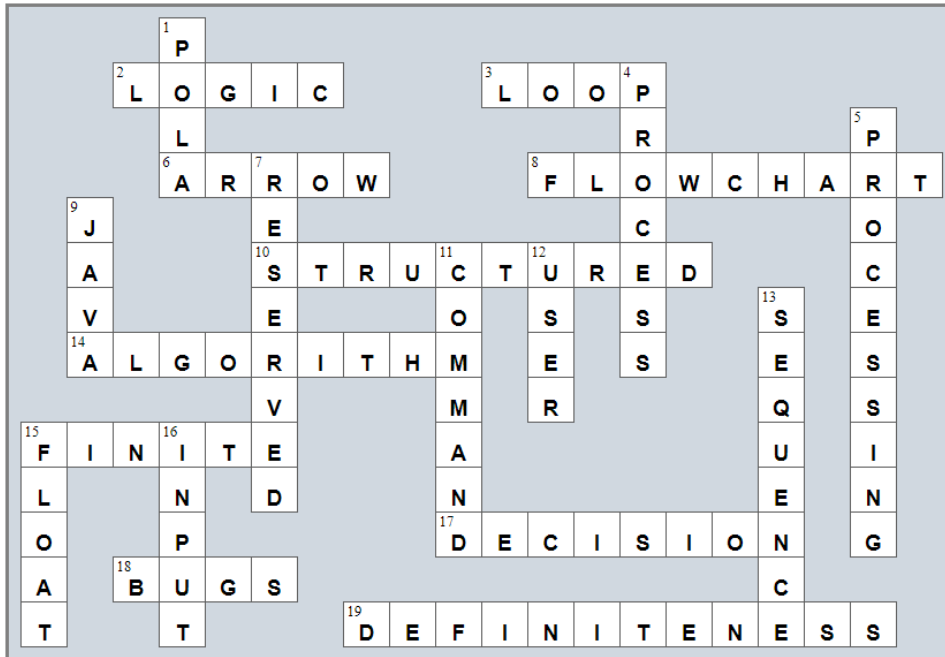 1 P
2 L O G I C 3 L O O 4 P
L R 5 P
6 A R 7 R O W 8 F L O W C H A R T
9 J E C O
A 10 S T R U 11 C T 12 U R E D C
V E O S S 13 S E
14 A L G O R I T H M E S E S
V M R Q S
15 F I N 16 I T E A U I
L N D N E N
O P 17 D E C I S I O N G
A 18 B U G S C
T T 19 D E F I N I T E N E S S